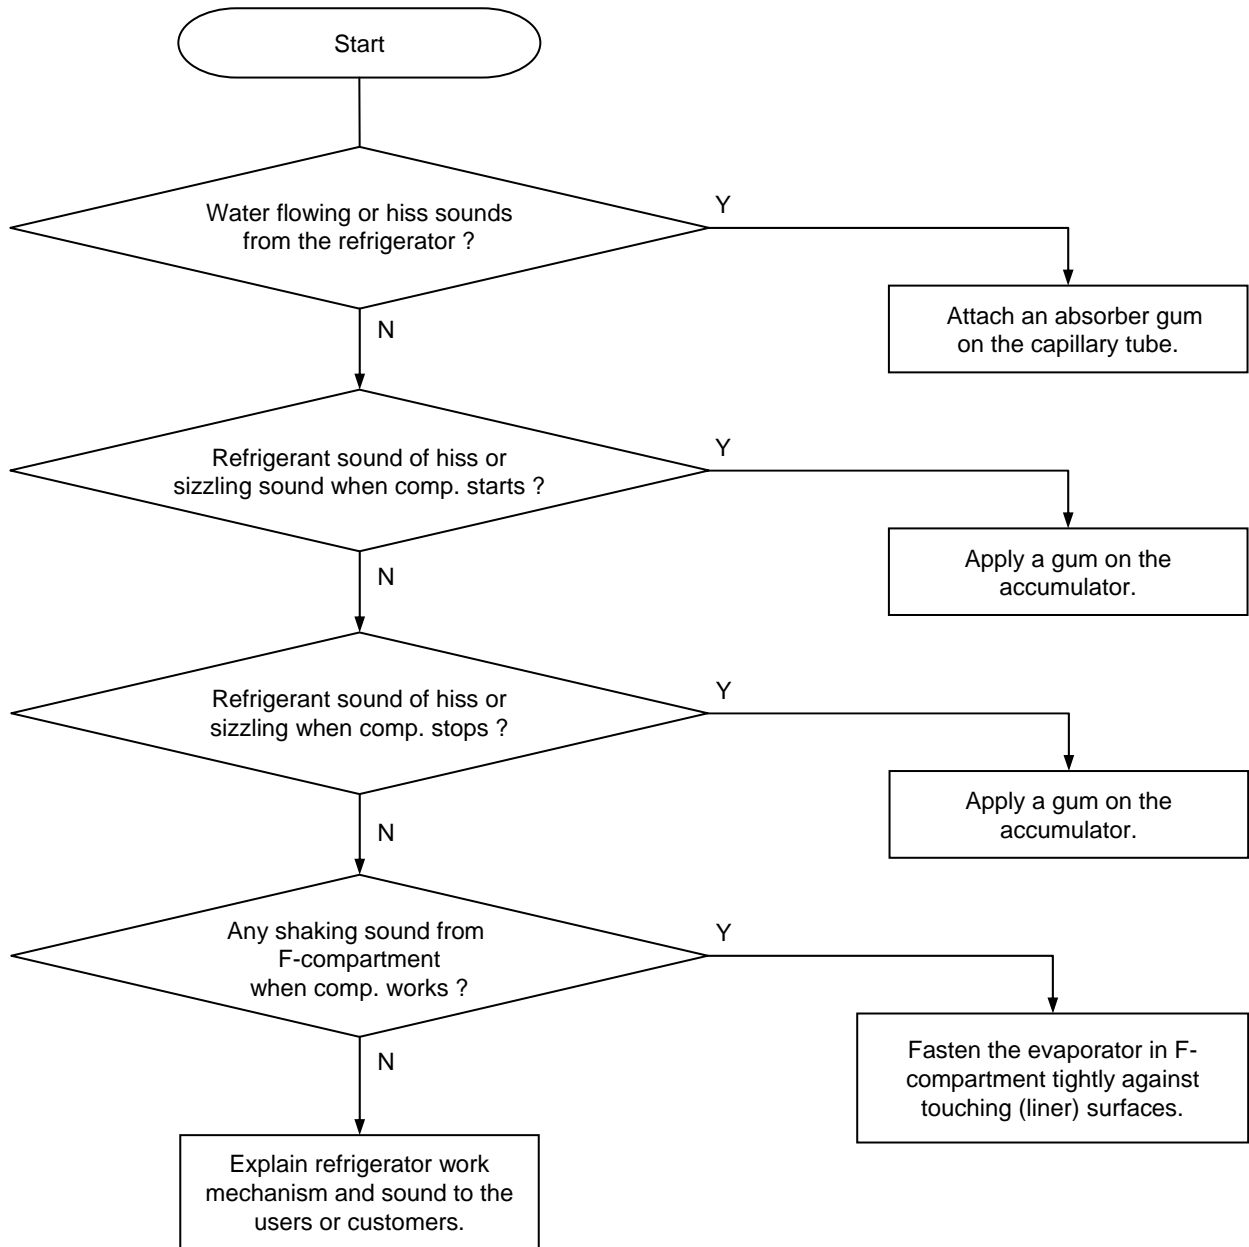 Start
Water flowing or hiss sounds
from the refrigerator ?
Y
Attach an absorber gum
on the capillary tube.
N
Refrigerant sound of hiss or
sizzling sound when comp. starts ?
Y
Apply a gum on the
accumulator.
N
Refrigerant sound of hiss or
sizzling when comp. stops ?
Y
Apply a gum on the
accumulator.
N
Any shaking sound from
F-compartment
when comp. works ?
Y
Fasten the evaporator in F-
compartment tightly against
touching (liner) surfaces.
N
Explain refrigerator work
mechanism and sound to the
users or customers.